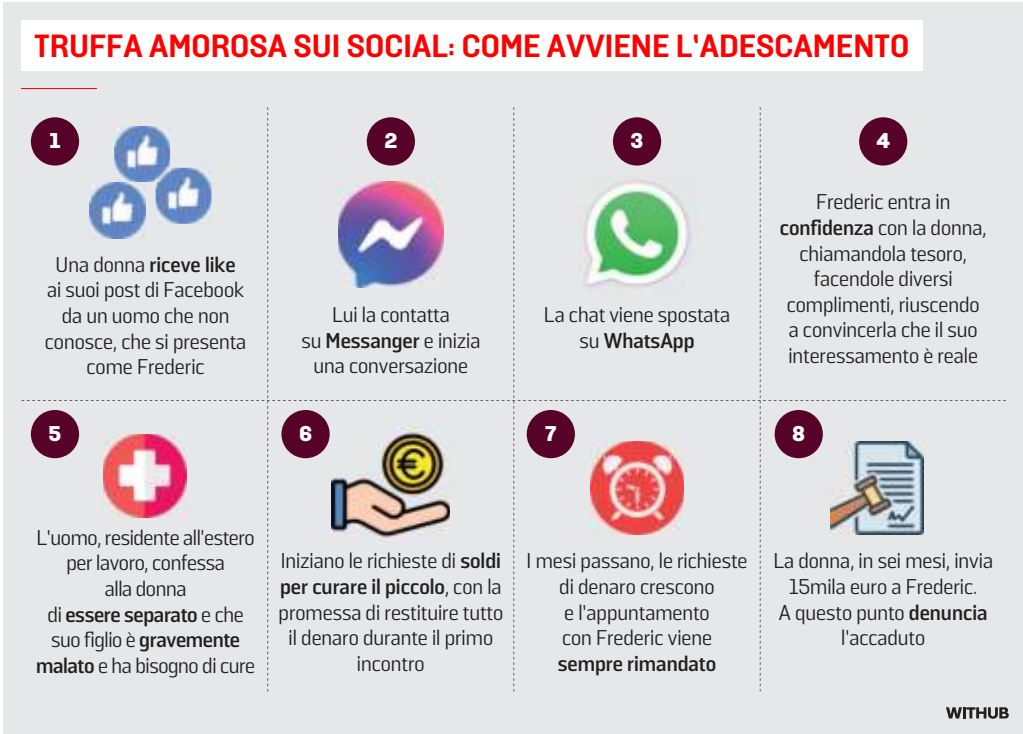 TRUFFA AMOROSA SUI SOCIAL: COME AVVIENE L'ADESCAMENTO
1
Una donna riceve like
ai suoi post di Facebook
da un uomo che non
conosce, che si presenta
come Frederic
2
Lui la contatta
su Messanger e inizia
una conversazione
3
La chat viene spostata
su WhatsApp
4
Frederic entra in
confidenza con la donna,
chiamandola tesoro,
facendole diversi
complimenti, riuscendo
a convincerla che il suo
interessamento è reale
5
L'uomo, residente all'estero
per lavoro, confessa
alla donna
di essere separato e che
suo figlio è gravemente
malato e ha bisogno di cure
6
Iniziano le richieste di soldi
per curare il piccolo, con la
promessa di restituire tutto
il denaro durante il primo
incontro
7
I mesi passano, le richieste
di denaro crescono
e l'appuntamento
con Frederic viene
sempre rimandato
8
La donna, in sei mesi, invia
15mila euro a Frederic.
A questo punto denuncia
l'accaduto
WITHUB